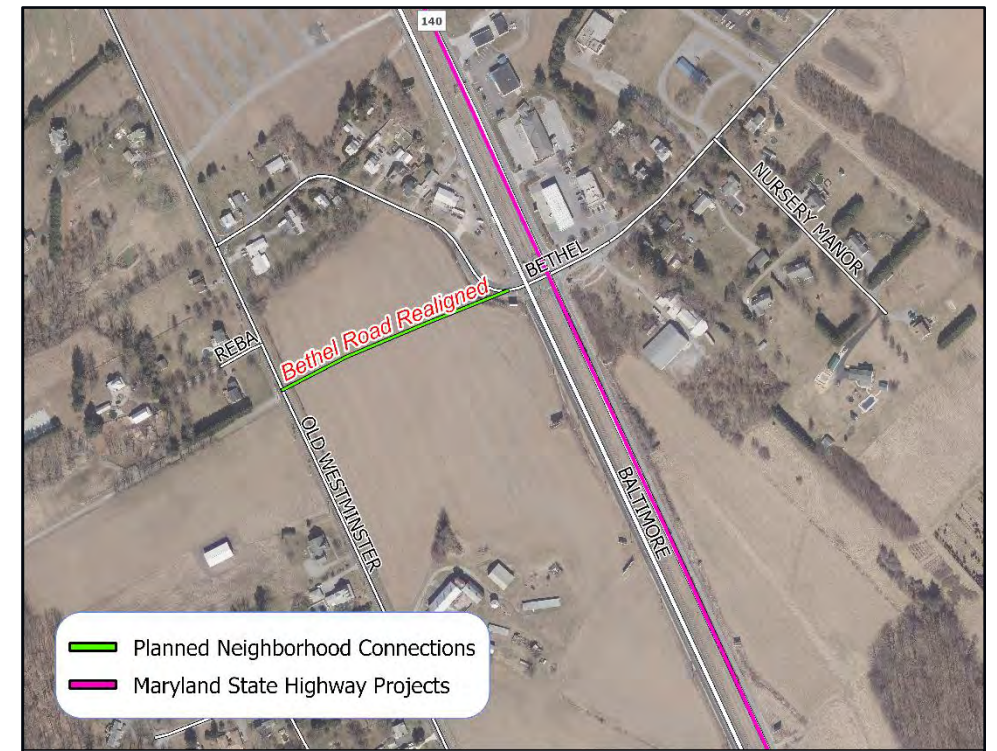 140
BETHEL
NURSERY MANOR
Bethel Road Realigned
REBA
OLD WESTMINSTER
BALTIMORE
Planned Neighborhood Connections
Maryland State Highway Projects